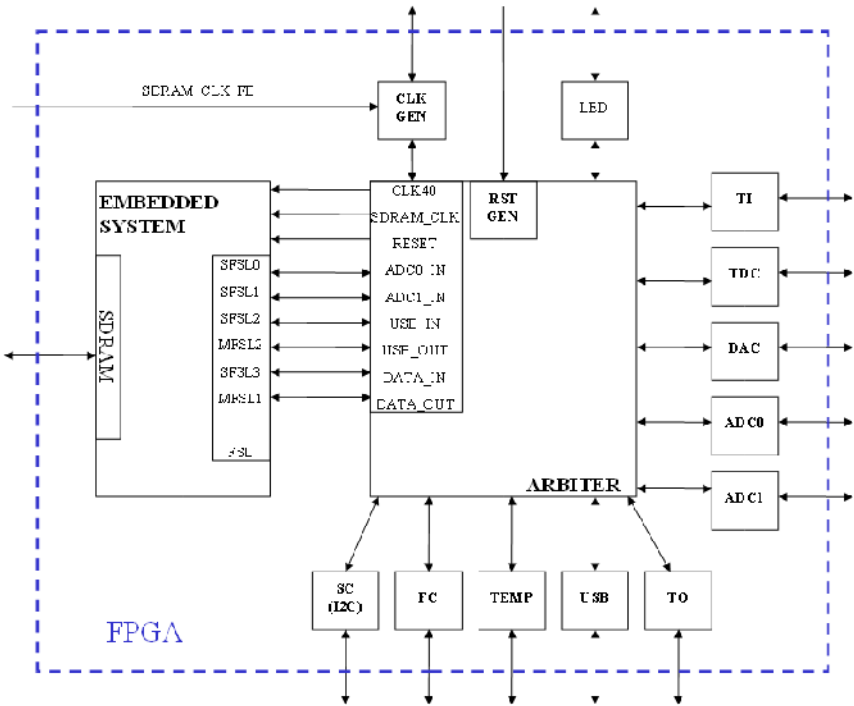 SDRAM_CLK_FB
CLK
GEN
LED
EMBEDDED
SYSTEM
SDRAM
SFSL0
SFSL1
SFSL2
MFSL2
SFSL3
MFSL1
FSL
CLK40
SDRAM_CLK
RESET
ADC0_IN
ADC1_IN
USB_IN
USB_OUT
DATA_IN
DATA_OUT
RST
GEN
ARBITER
TI
TDC
DAC
ADC0
ADC1
SC
(I2C)
FC
TEMP
USB
TO
FPGA